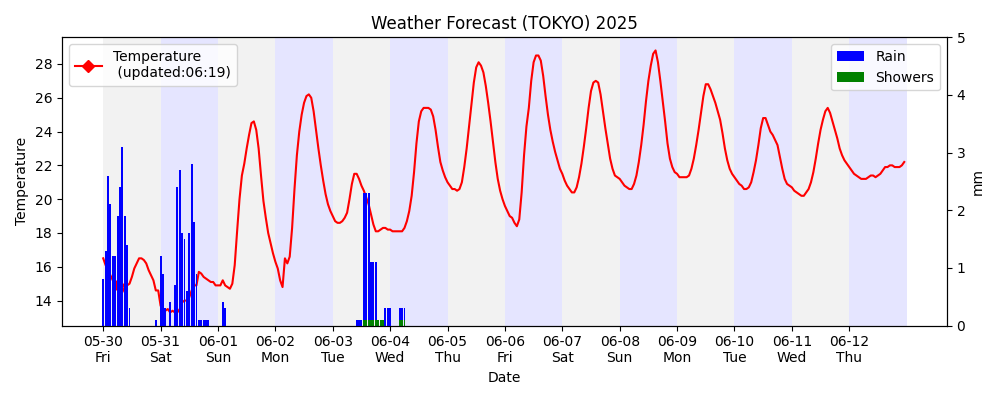 Weather Forecast (TOKYO) 2025
Temperature
(updated:06:19)
Rain
Showers
Temperature
28
26
24
22
20
18
16
14
5
4
3
2
1
0
mm
05-30 05-31 06-01 06-02 06-03 06-04 06-05 06-06 06-07 06-08 06-09 06-10 06-11 06-12
Fri Sat Sun Mon Tue Wed Thu Fri Sat Sun Mon Tue Wed Thu
Date